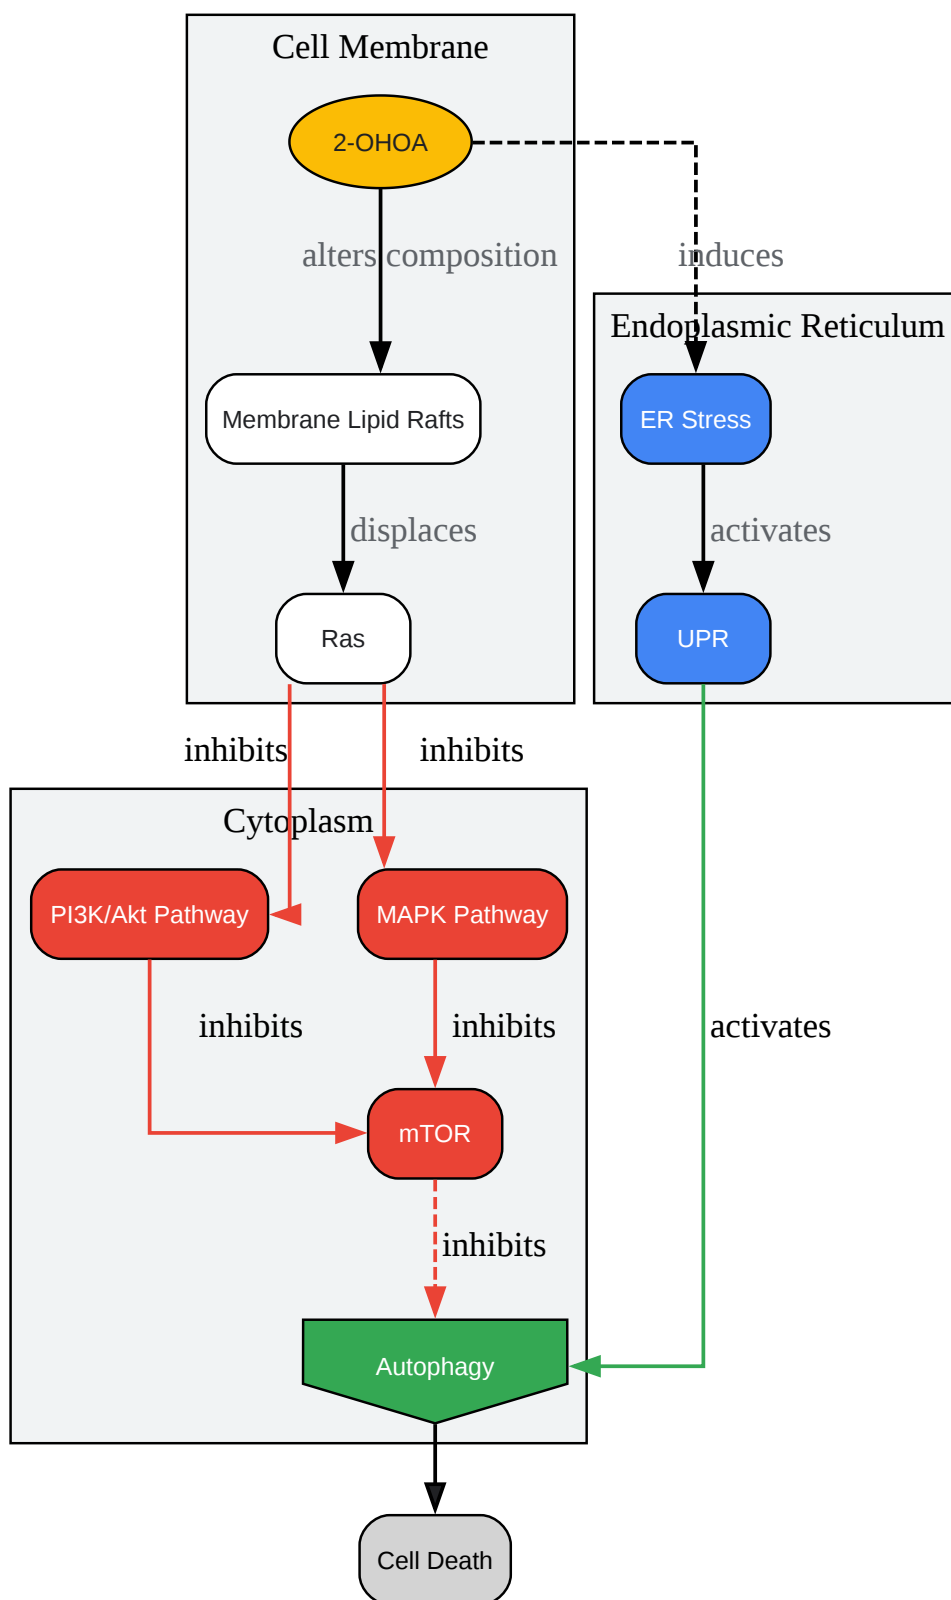 Cell Membrane
2-OHOA
alters composition
induces
Endoplasmic Reticulum
Membrane Lipid Rafts
ER Stress
displaces
activates
Ras
UPR
inhibits
inhibits
Cytoplasm
PI3K/Akt Pathway
MAPK Pathway
inhibits
inhibits
activates
mTOR
inhibits
Autophagy
Cell Death